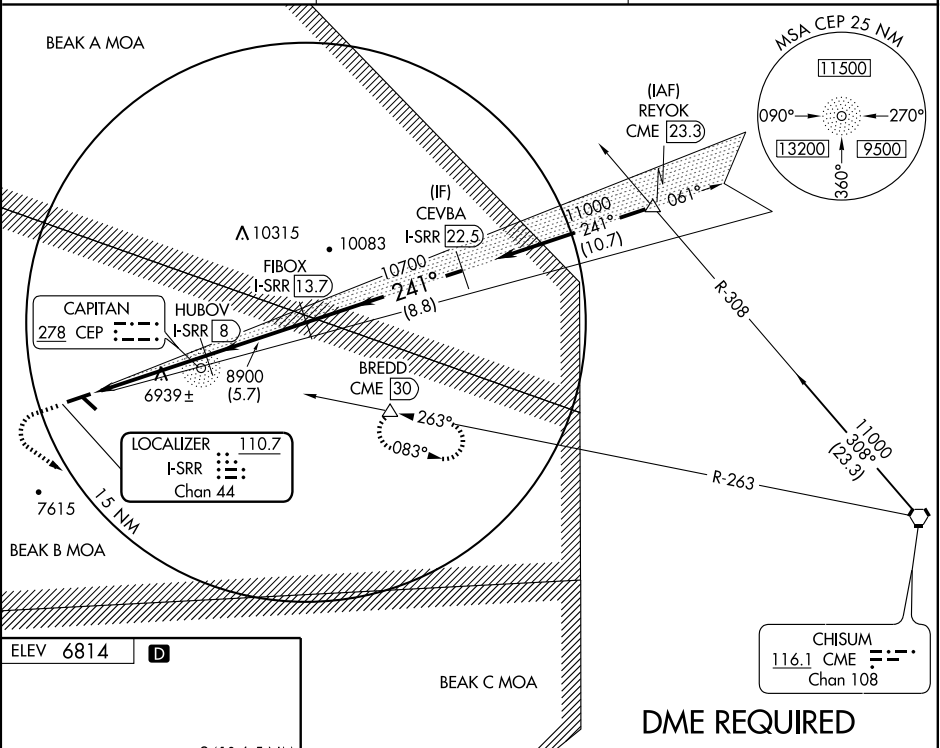 BEAK A MOA
MSA CEP 25 NM
11500
090°
270°
13200
9500
360°
(IAF)
REYOK
CME 23.3
061°
11000
241°
(10.7)
(IF)
CEVBA
I-SRR 22.5
10315
10083
10700
241°
(8.8)
FIBOX
I-SRR 13.7
R-308
CAPITAN
278 CEP
HUBOV
I-SRR 8
8900
(5.7)
6939±
BREDD
CME 30
263°
083°
LOCALIZER 110.7
I-SRR
Chan 44
11000
308°
(23.3)
R-263
7615
15 NM
BEAK B MOA
CHISUM
116.1 CME
Chan 108
ELEV 6814 D
BEAK C MOA
DME REQUIRED